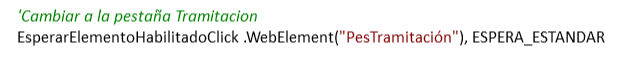 'Cambiar a la pestaña Tramitacion
EsperarElementoHabilitadoClick .WebElement("PesTramitación"), ESPERA_ESTANDAR